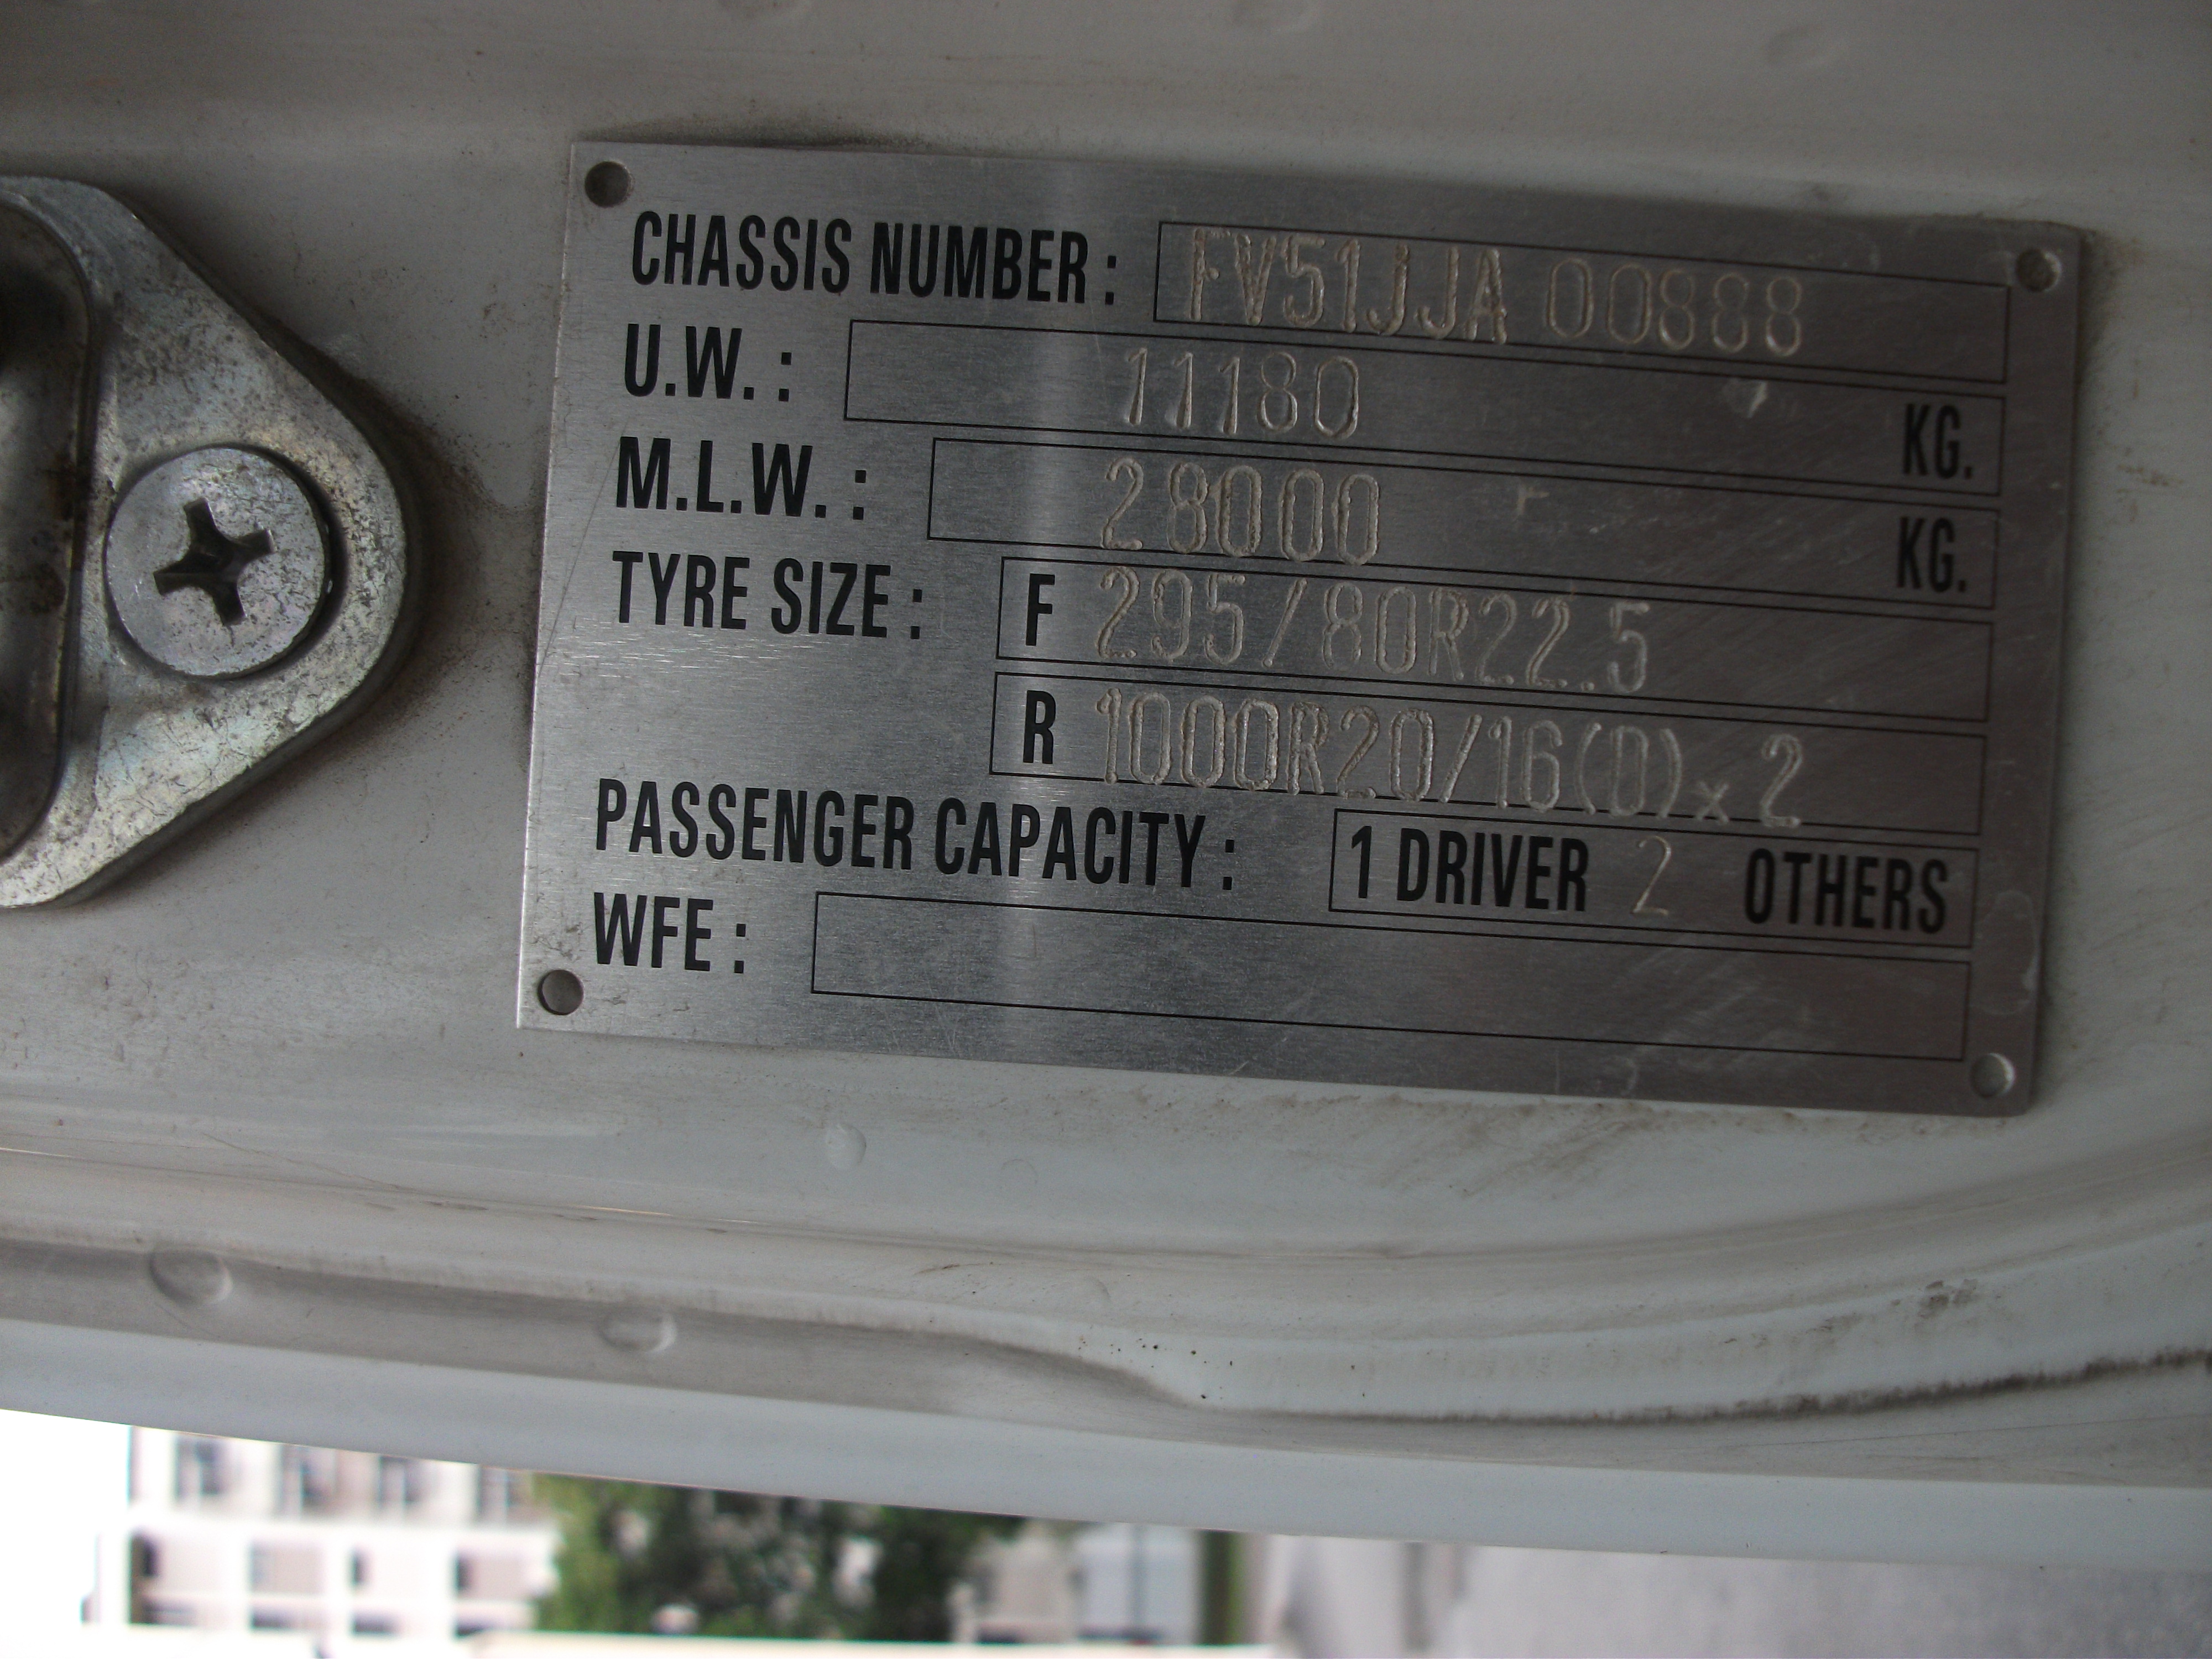 CHASSIS NUMBER : FV51JJA 00888
U.W. : 11180 KG.
M.L.W. : 28000 KG.
TYRE SIZE : F 295/80R22.5
R 1000R20/16(D)x 2
PASSENGER CAPACITY : 1 DRIVER 2 OTHERS
WFE :